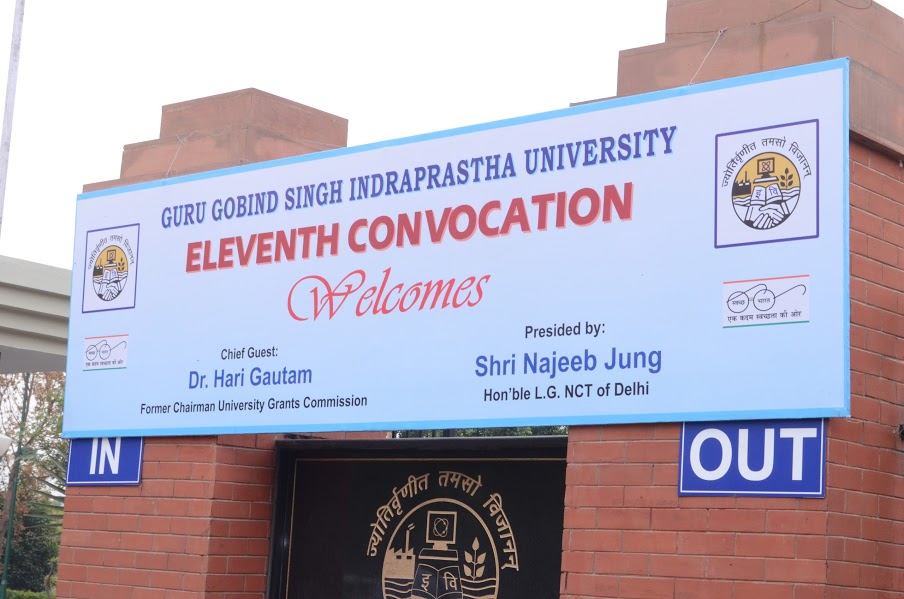 GURU GOBIND SINGH INDRAPRASTHA UNIVERSITY
ELEVENTH CONVOCATION
Welcomes
ज्योतिर्वृणीत तमसो विजानन
ज्योतिर्वृणीत तमसो विजानन
इ वि
स्वच्छ भारत
एक कदम स्वच्छता की ओर
स्वच्छ भारत
एक कदम स्वच्छता की ओर
Chief Guest:
Dr. Hari Gautam
Former Chairman University Grants Commission
Presided by:
Shri Najeeb Jung
Hon'ble L.G. NCT of Delhi
IN
OUT
ज्योतिर्वृणीत तमसो विजानन
इ वि